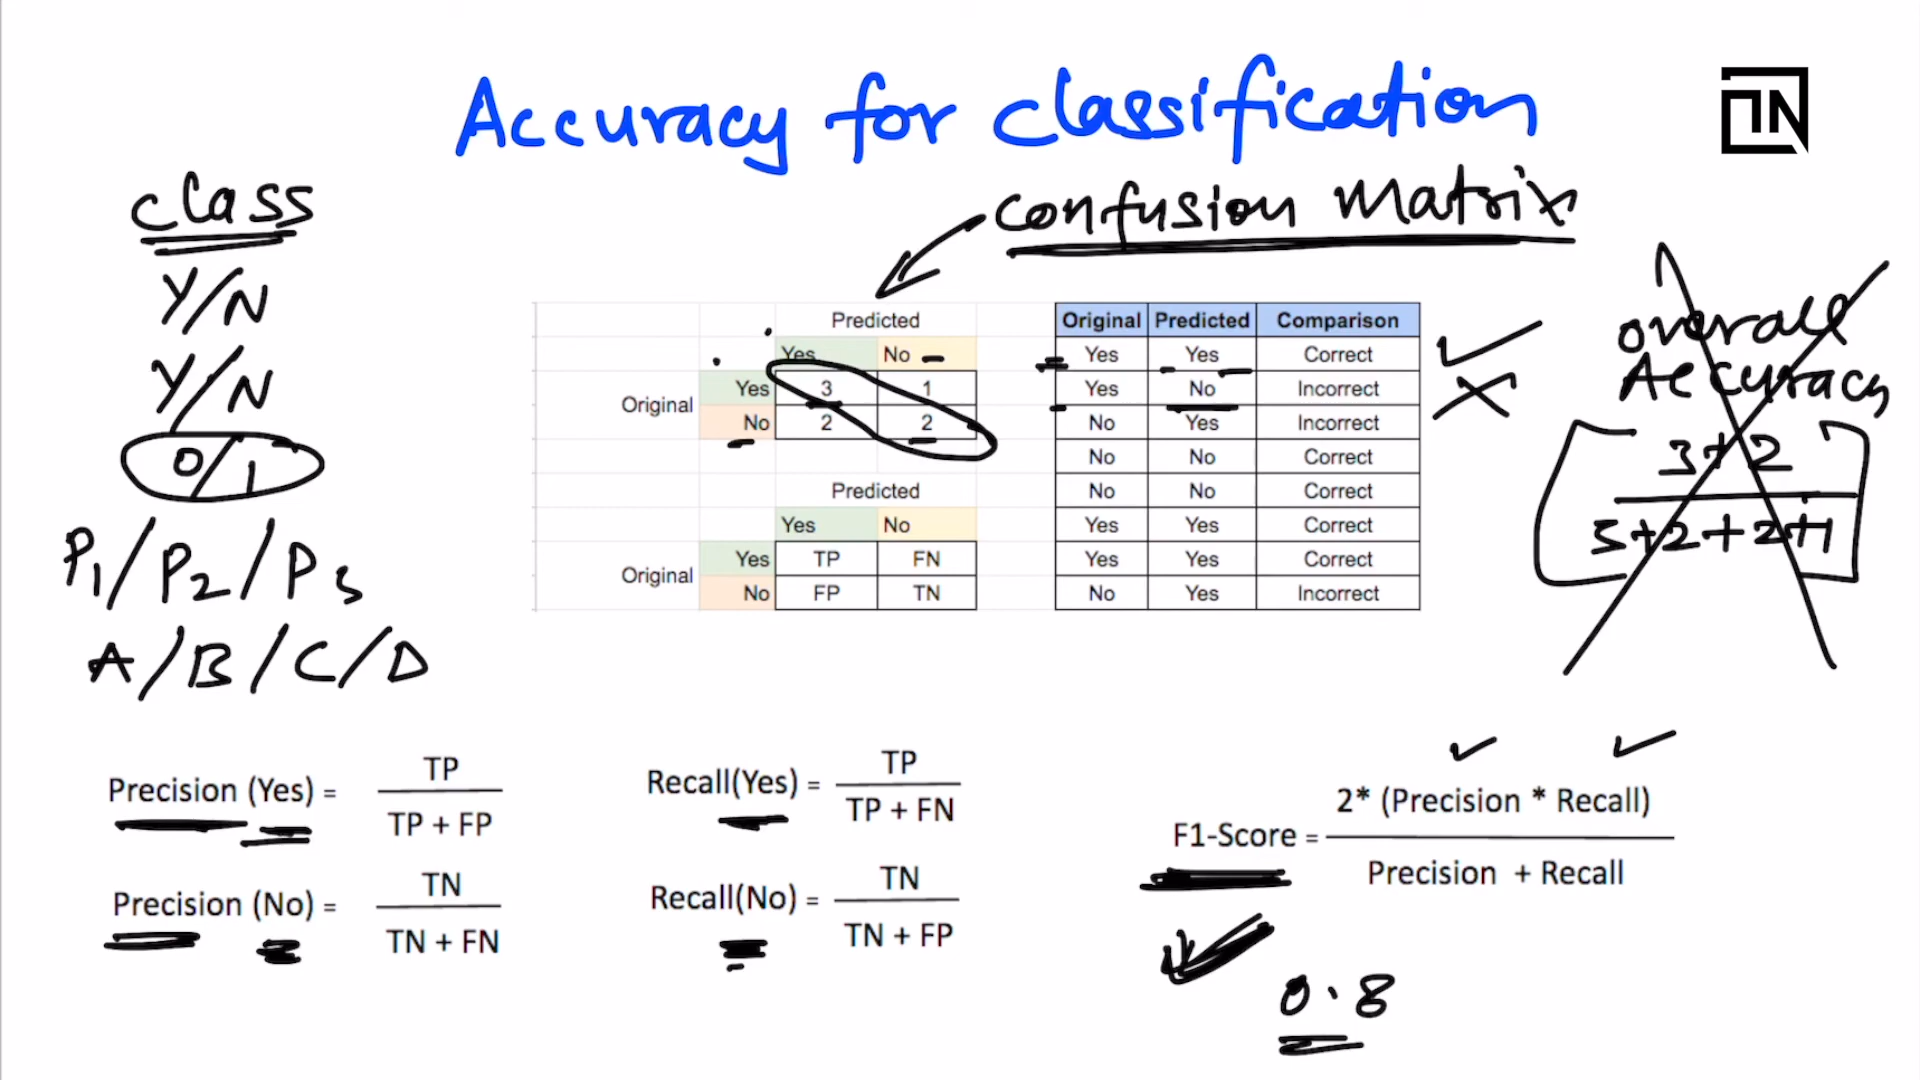 Accuracy for classification
TN
class
Y/N
Y/N
0/1
P1/P2/P3
A/B/C/D
confusion Matrix
Predicted
Yes No
Original Yes 3 1
No 2 2
Predicted
Yes No
Original Yes TP FN
No FP TN
Original Predicted Comparison
Yes Yes Correct
Yes No Incorrect
No Yes Incorrect
No No Correct
No No Correct
Yes Yes Correct
Yes Yes Correct
No Yes Incorrect
overall
Accuracy
3+2
3+2+2+1
Precision (Yes) =
TP
TP + FP
Precision (No) =
TN
TN + FN
Recall(Yes) =
TP
TP + FN
Recall(No) =
TN
TN + FP
F1-Score =
2* (Precision * Recall)
Precision + Recall
0.8